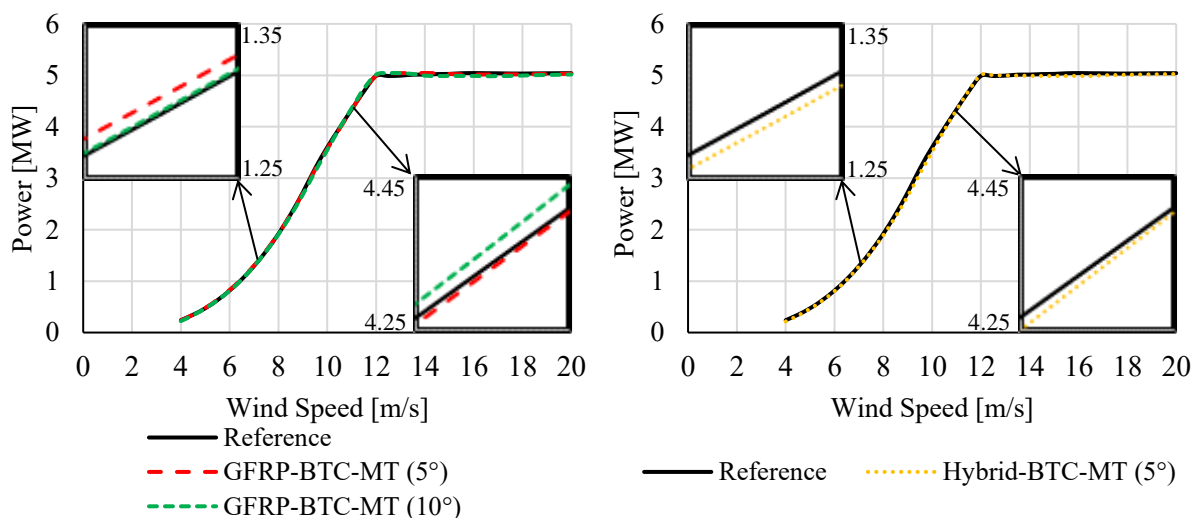 6
5
4
3
2
1
0
Power [MW]
1.35
1.25
4.45
4.25
0 2 4 6 8 10 12 14 16 18 20
Wind Speed [m/s]
Reference
GFRP-BTC-MT (5°)
GFRP-BTC-MT (10°)
6
5
4
3
2
1
0
Power [MW]
1.35
1.25
4.45
4.25
0 2 4 6 8 10 12 14 16 18 20
Wind Speed [m/s]
Reference Hybrid-BTC-MT (5°)